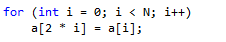 for (int i = 0; i < N; i++)
    a[2 * i] = a[i];